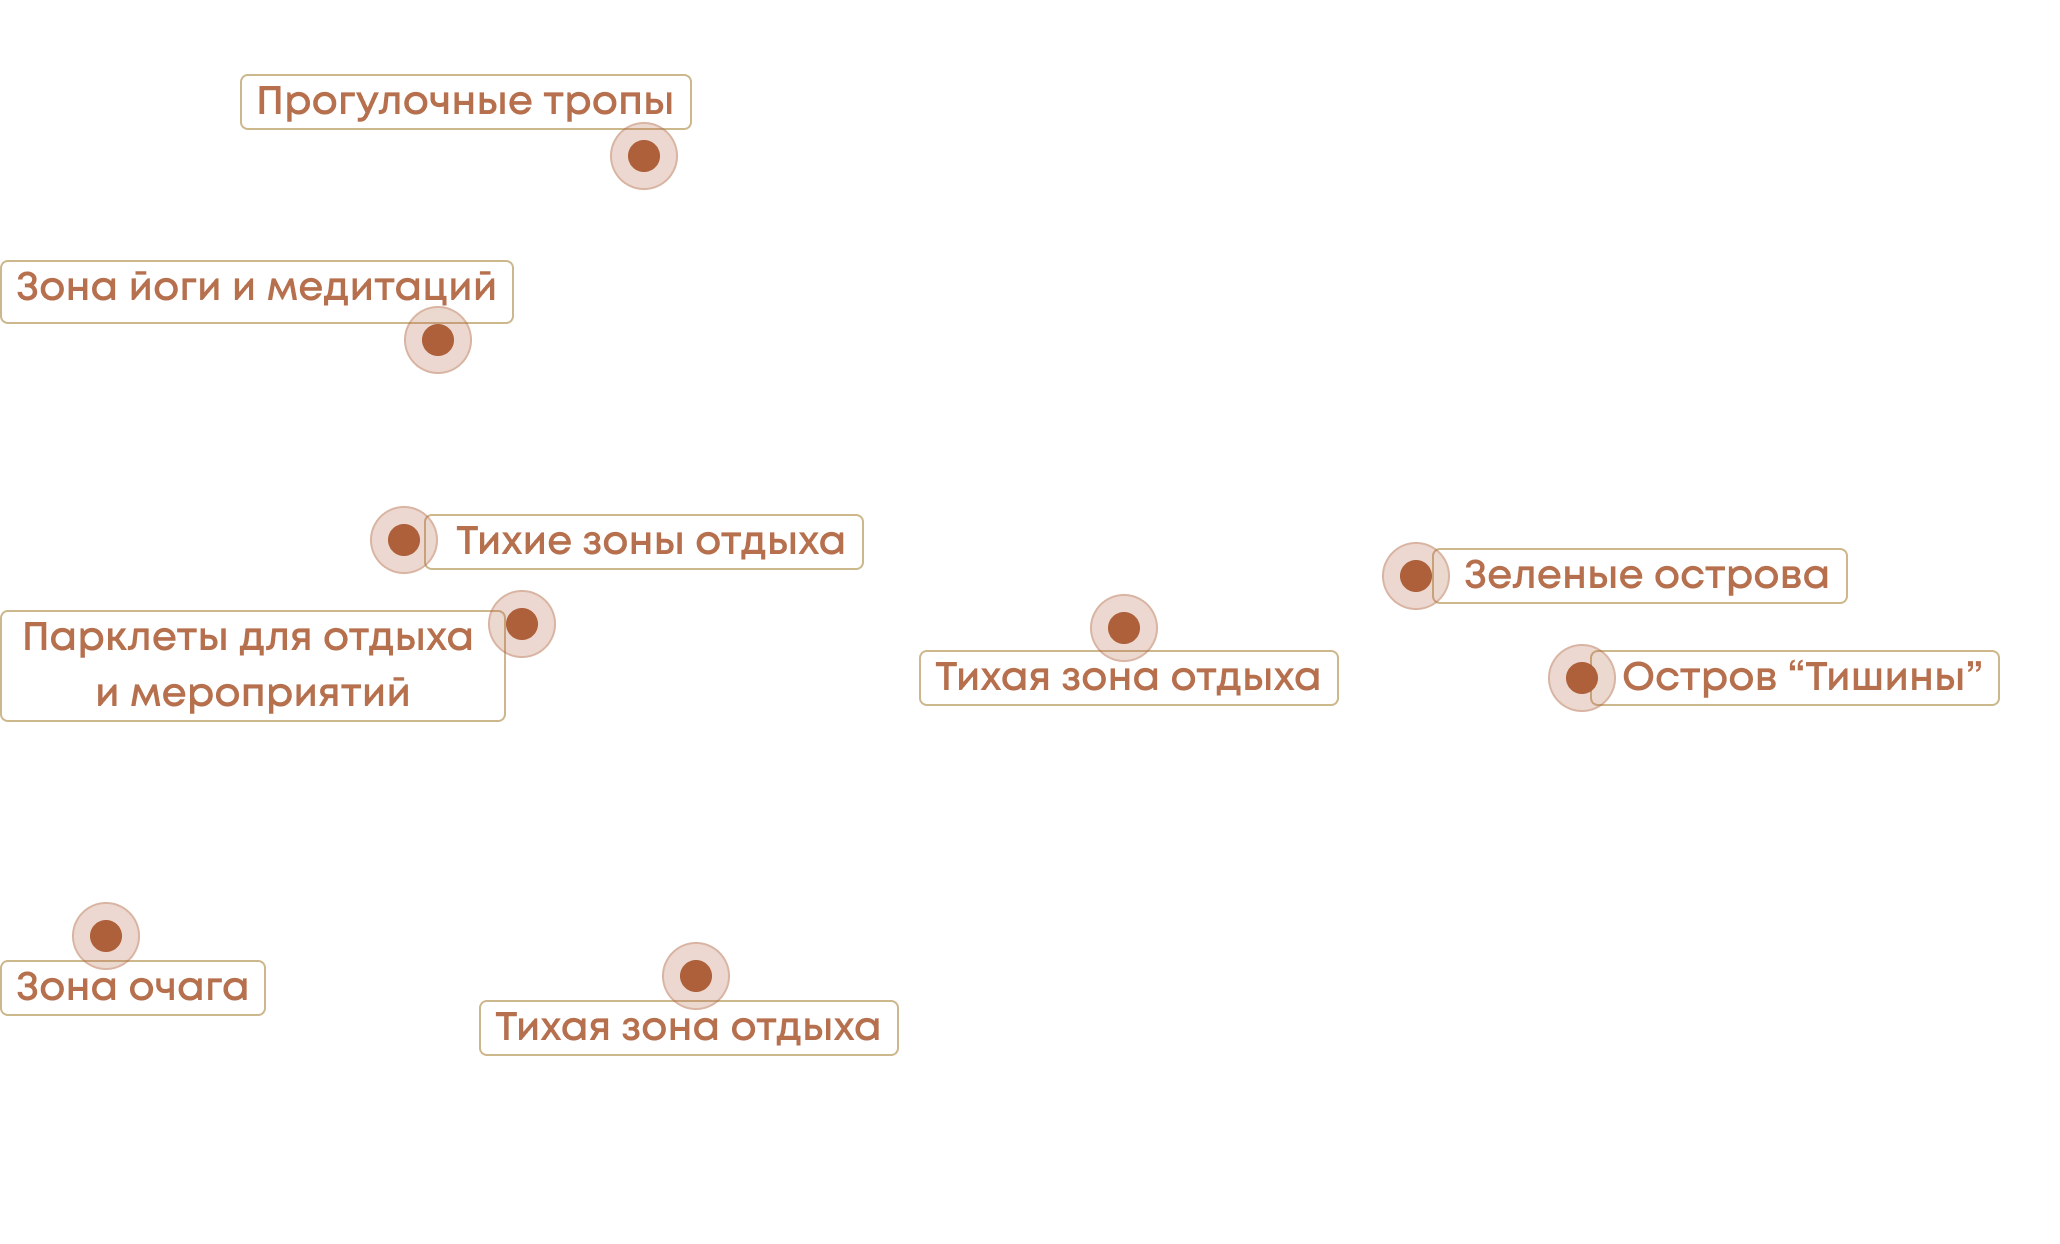 Прогулочные тропы
Зона йоги и медитаций
Тихие зоны отдыха
Зеленые острова
Парклеты для отдыха
и мероприятий
Тихая зона отдыха
Остров “Тишины”
Зона очага
Тихая зона отдыха